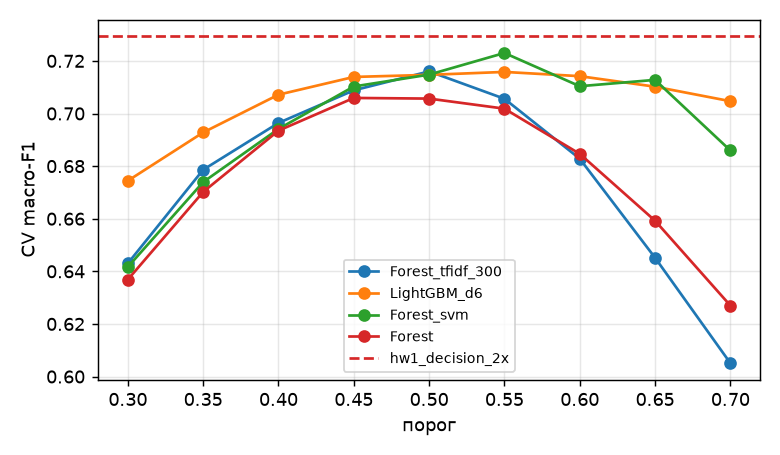 CV macro-F1
0.72
0.70
0.68
0.66
0.64
0.62
0.60
Forest_tfidf_300
LightGBM_d6
Forest_svm
Forest
hw1_decision_2x
0.30 0.35 0.40 0.45 0.50 0.55 0.60 0.65 0.70
порог